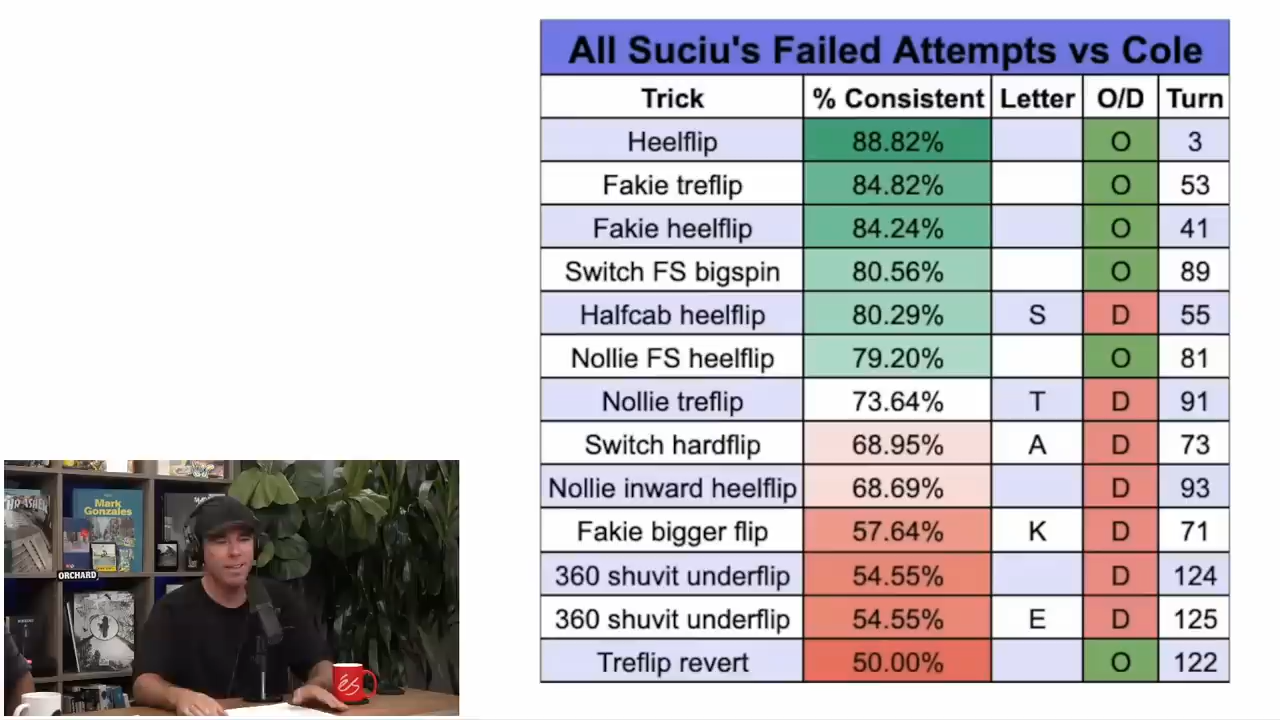 All Suciu's Failed Attempts vs Cole
Trick % Consistent Letter O/D Turn
Heelflip 88.82% O 3
Fakie treflip 84.82% O 53
Fakie heelflip 84.24% O 41
Switch FS bigspin 80.56% O 89
Halfcab heelflip 80.29% S D 55
Nollie FS heelflip 79.20% O 81
Nollie treflip 73.64% T D 91
Switch hardflip 68.95% A D 73
Nollie inward heelflip 68.69% D 93
Fakie bigger flip 57.64% K D 71
360 shuvit underflip 54.55% D 124
360 shuvit underflip 54.55% E D 125
Treflip revert 50.00% O 122
THRASHER
Mark
Gonzales
ORCHARD
éS